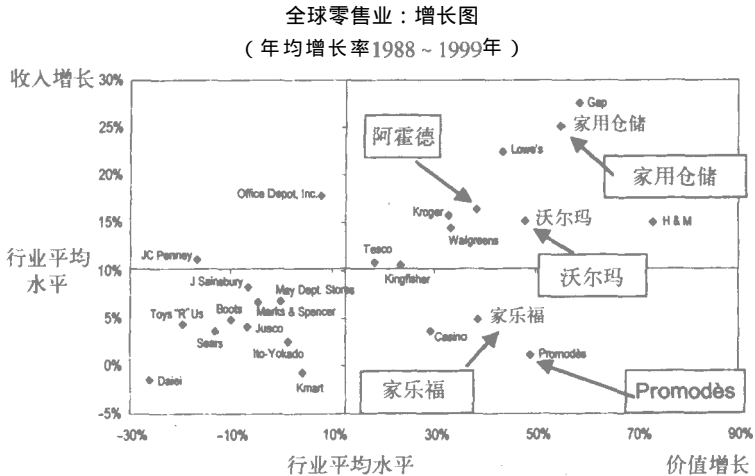 全球零售业：增长图
（年均增长率1988～1999年）
收入增长
30%
25%
20%
15%
行业平均
水平
10%
5%
0%
-5%
Gap
家用仓储
家用仓储
阿霍德
Lowe's
Office Depot, Inc.
Kroger
Walgreens
沃尔玛
H & M
沃尔玛
JC Penney
Tesco
Kingfisher
J Sainsbury
May Dept. Stores
Marks & Spencer
Toys "R" Us
Boots
Jusco
Sears
Ito-Yokado
家乐福
Casino
Promodès
Daiei
Kmart
家乐福
Promodès
-30%
-10%
10%
30%
50%
70%
90%
行业平均水平
价值增长